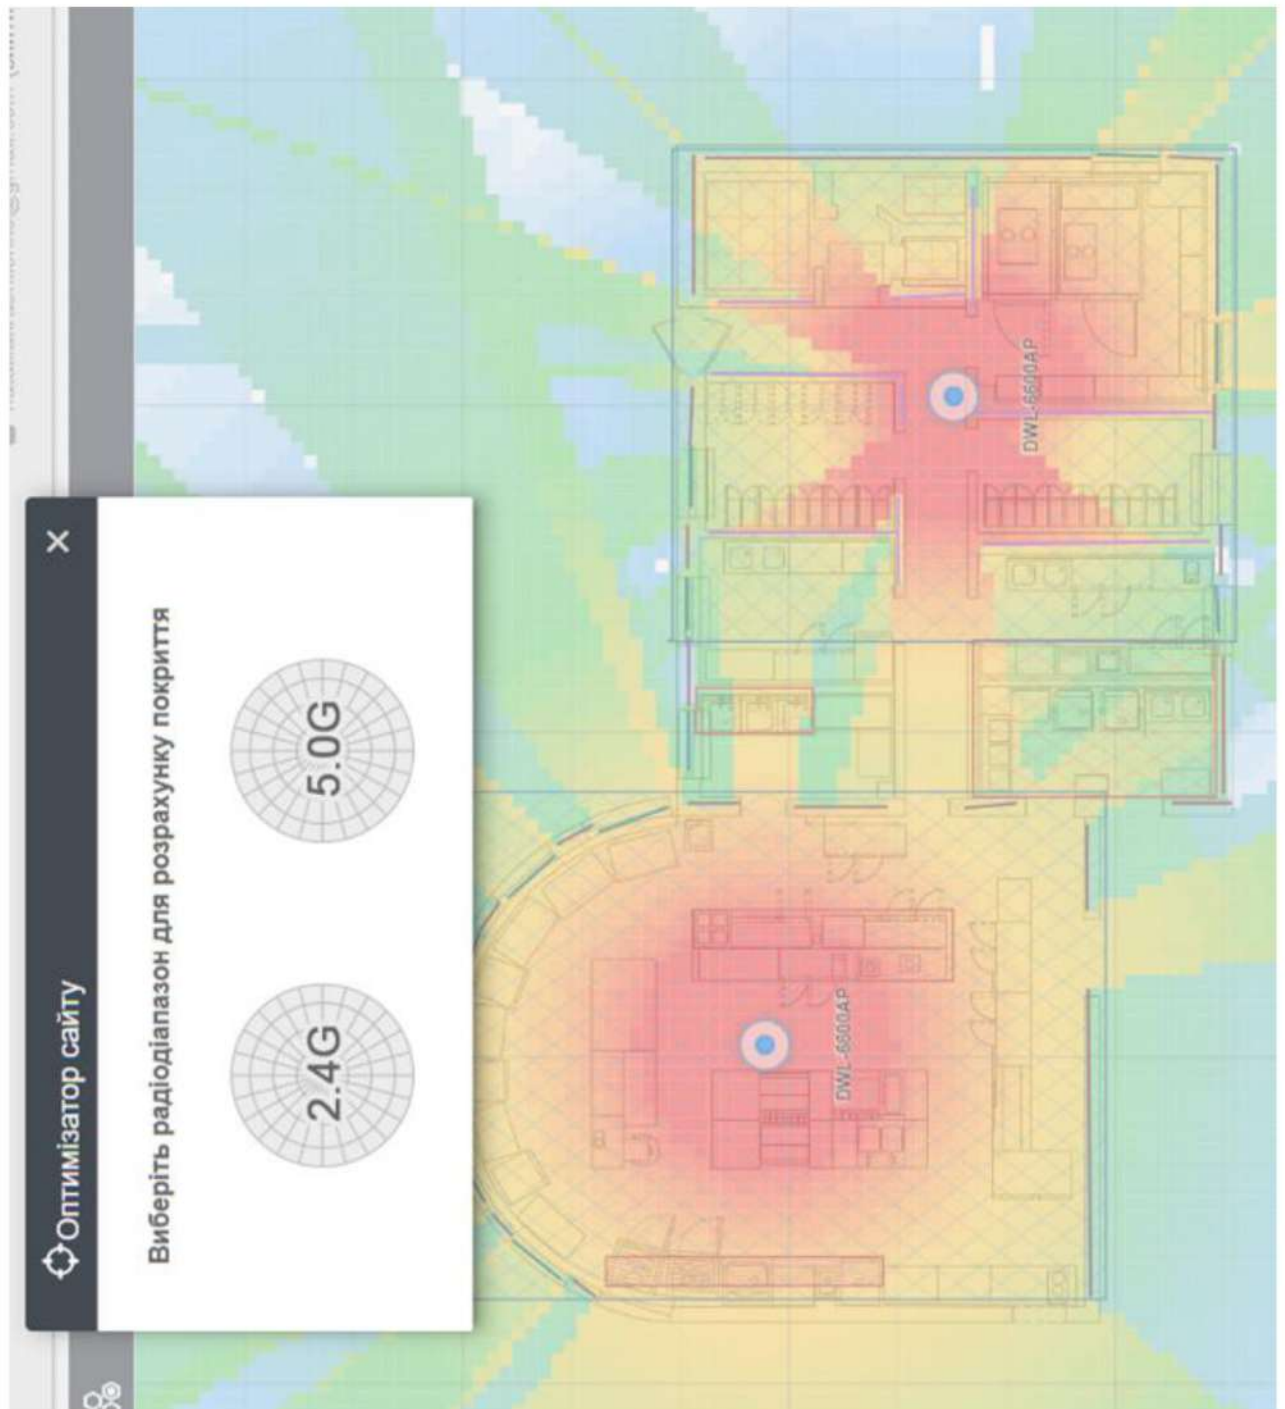 Оптимізатор сайту
Виберіть радіодіапазон для розрахунку покриття
2.4G
5.0G
DWL-6600AP
DWL-6600AP